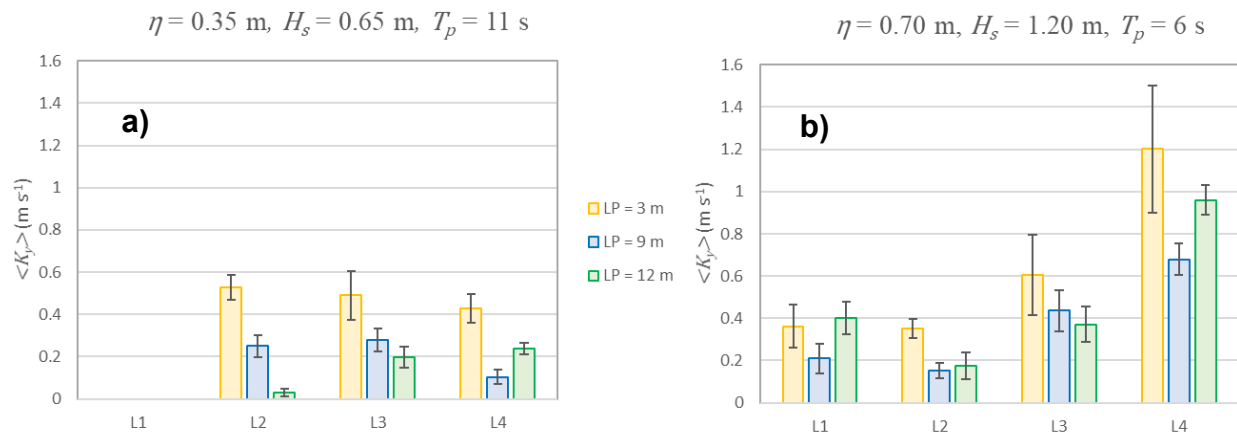 η = 0.35 m, Hₛ = 0.65 m, Tₚ = 11 s
1.6
1.4
1.2
1
0.8
0.6
0.4
0.2
0
<Kᵧ> (m s⁻¹)
a)
L1 L2 L3 L4
LP = 3 m
LP = 9 m
LP = 12 m
η = 0.70 m, Hₛ = 1.20 m, Tₚ = 6 s
1.6
1.4
1.2
1
0.8
0.6
0.4
0.2
0
<Kᵧ> (m s⁻¹)
b)
L1 L2 L3 L4